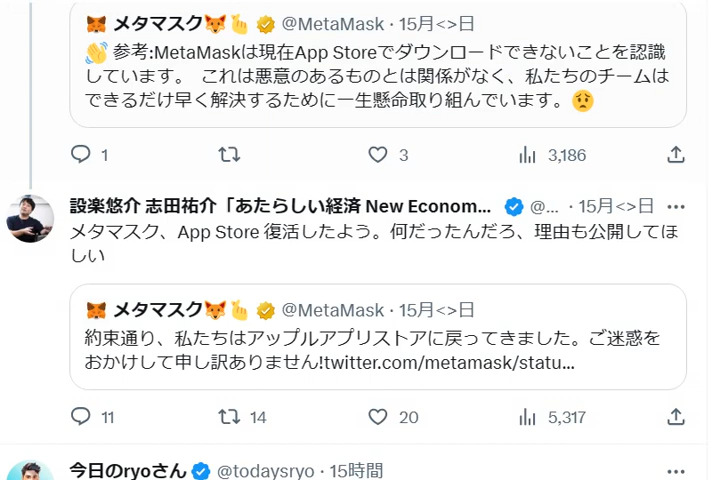 メタマスク🦊🫰 @MetaMask · 15月<>日
👋 参考:MetaMaskは現在App Storeでダウンロードできないことを認識
しています。 これは悪意のあるものとは関係がなく、私たちのチームは
できるだけ早く解決するために一生懸命取り組んでいます。😟
1 3 3,186
設楽悠介 志田祐介「あたらしい経済 New Econom... @... · 15月<>日 ···
メタマスク、App Store 復活したよう。何だったんだろ、理由も公開してほ
しい
メタマスク🦊🫰 @MetaMask · 15月<>日
約束通り、私たちはアップルアプリストアに戻ってきました。ご迷惑を
おかけして申し訳ありません!twitter.com/metamask/statu...
11 14 20 5,317
今日のryoさん @todaysryo · 15時間 ···